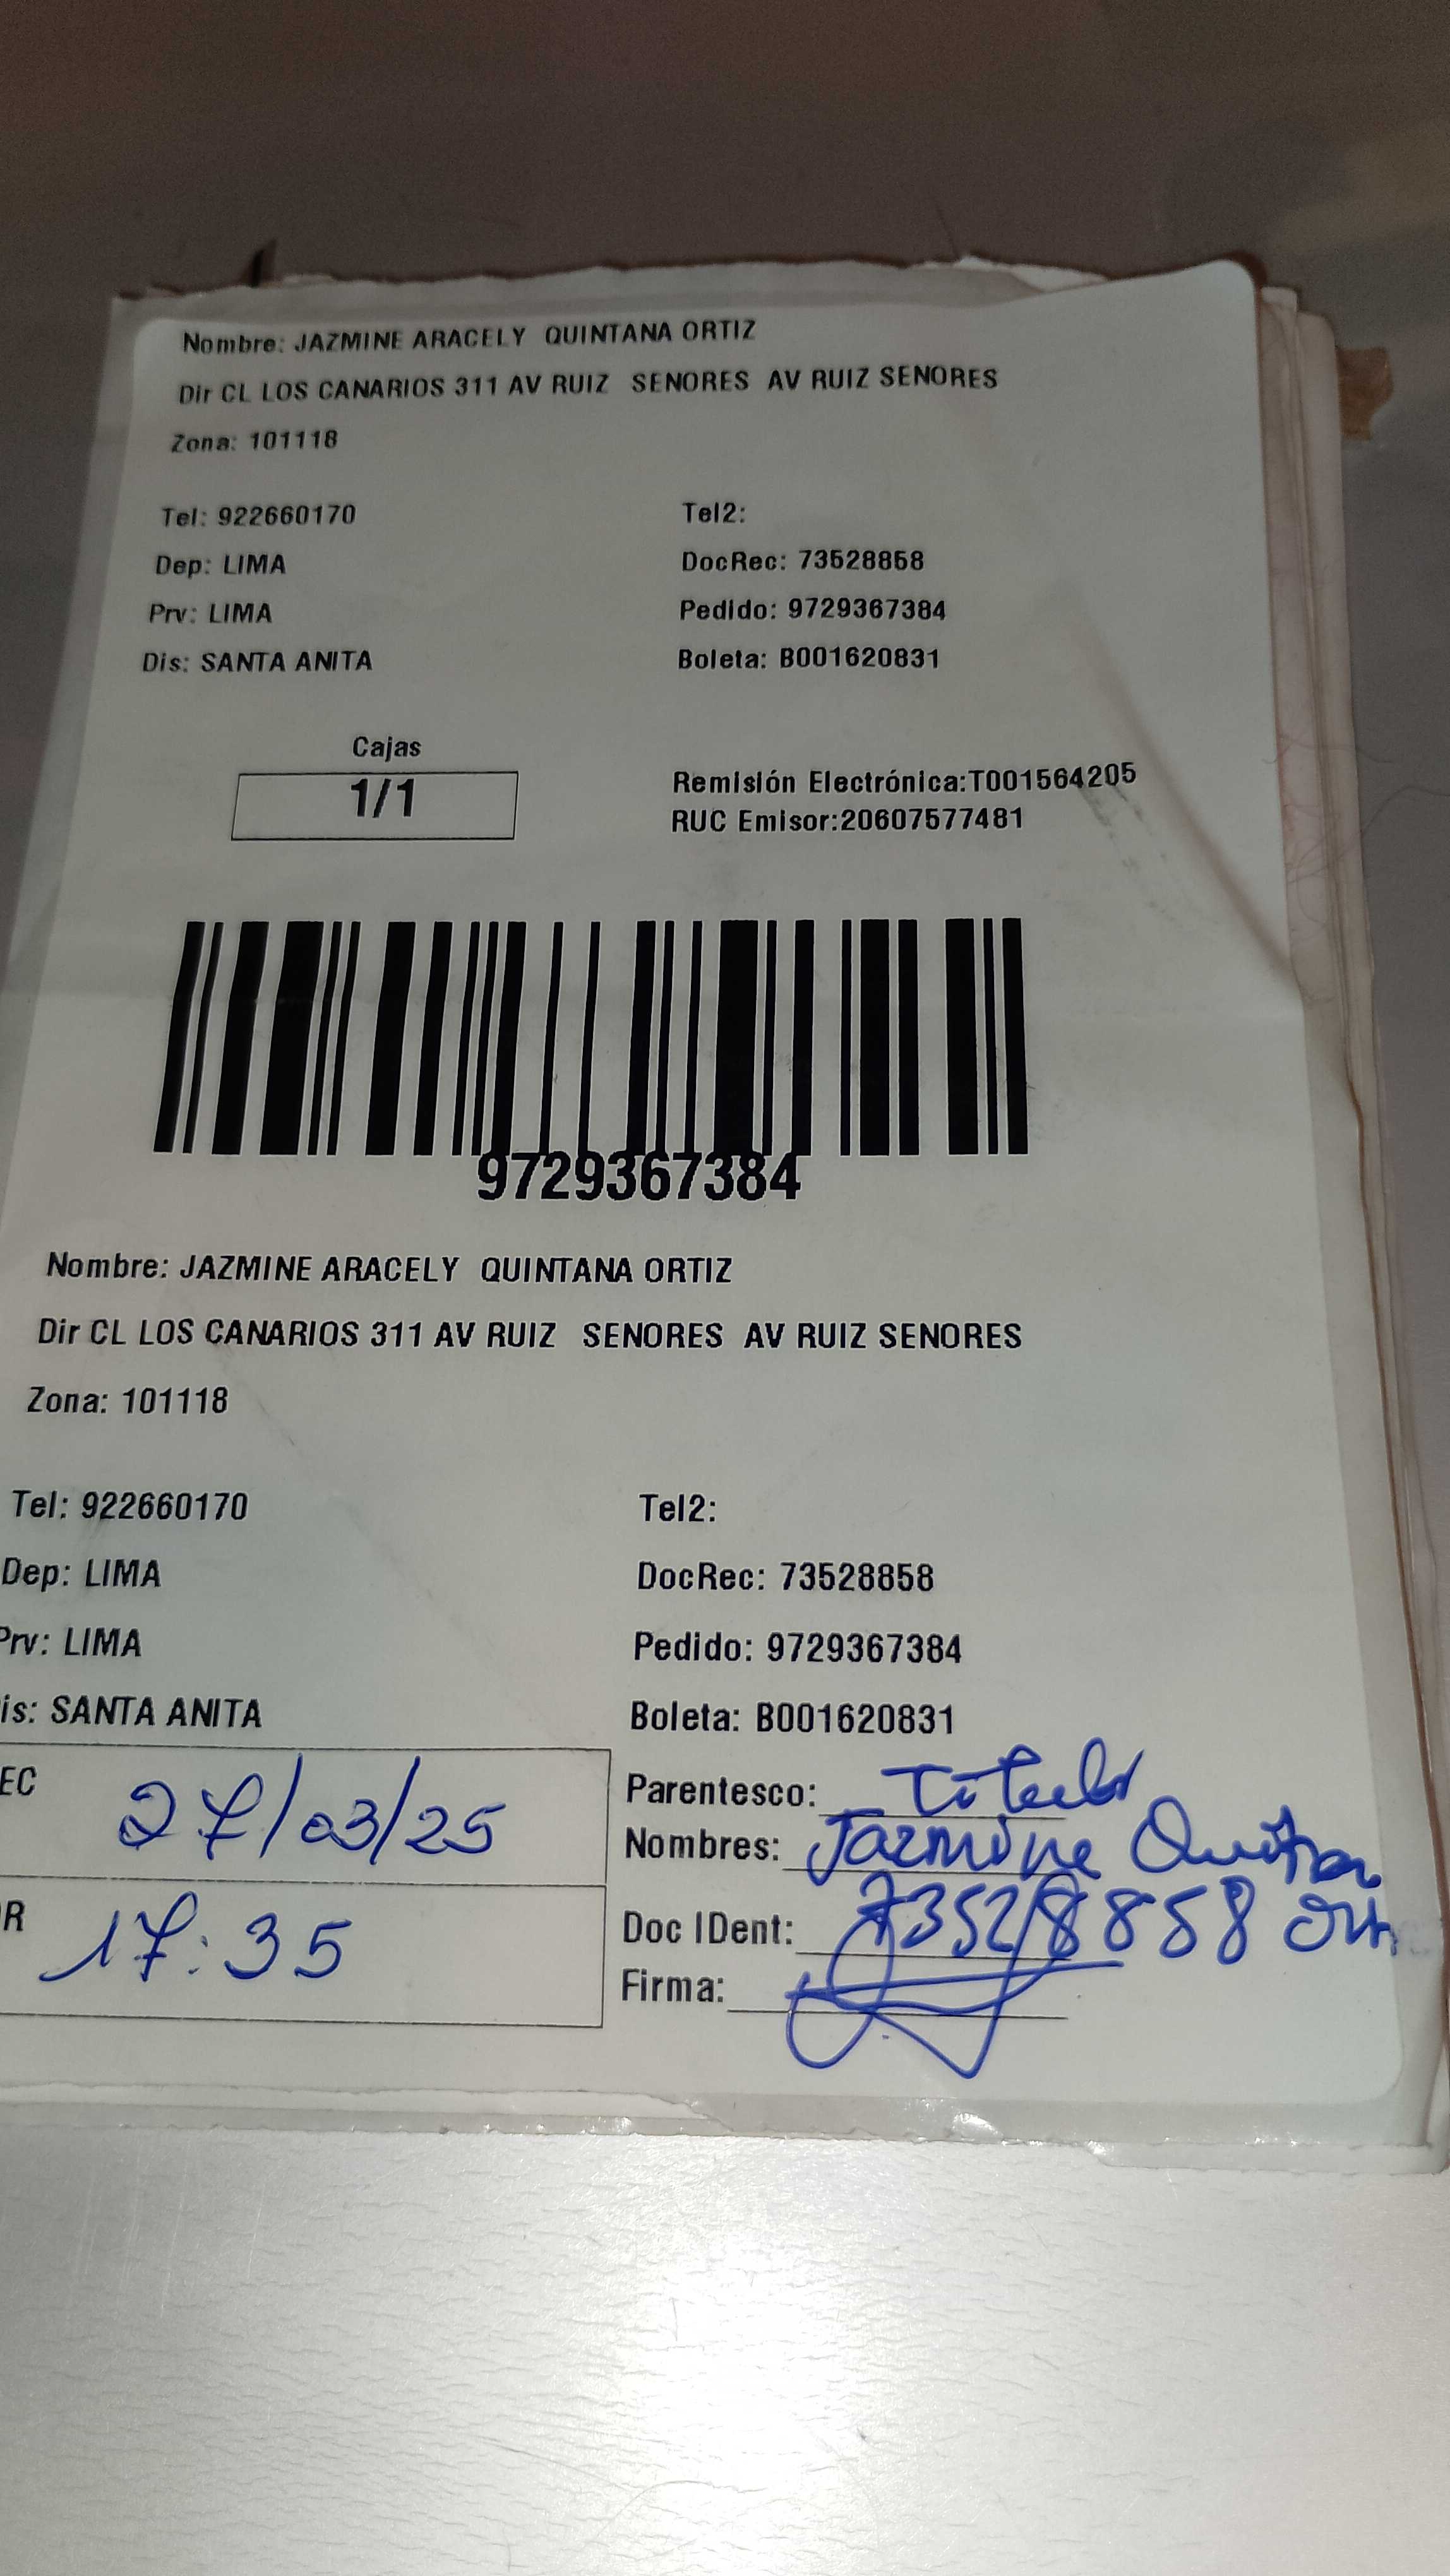 Nombre: JAZMINE ARACELY QUINTANA ORTIZ
Dir CL LOS CANARIOS 311 AV RUIZ SENORES AV RUIZ SENORES
Zona: 101118
Tel: 922660170 Tel2:
Dep: LIMA DocRec: 73528858
Prv: LIMA Pedido: 9729367384
Dis: SANTA ANITA Boleta: B001620831
Cajas
1/1
Remisión Electrónica:T001564205
RUC Emisor:20607577481
9729367384
Nombre: JAZMINE ARACELY QUINTANA ORTIZ
Dir CL LOS CANARIOS 311 AV RUIZ SENORES AV RUIZ SENORES
Zona: 101118
Tel: 922660170 Tel2:
Dep: LIMA DocRec: 73528858
Prv: LIMA Pedido: 9729367384
is: SANTA ANITA Boleta: B001620831
EC 27/03/25 Parentesco: Titular
Nombres: Jazmine
R 17:35 Doc IDent: 73528858
Firma: